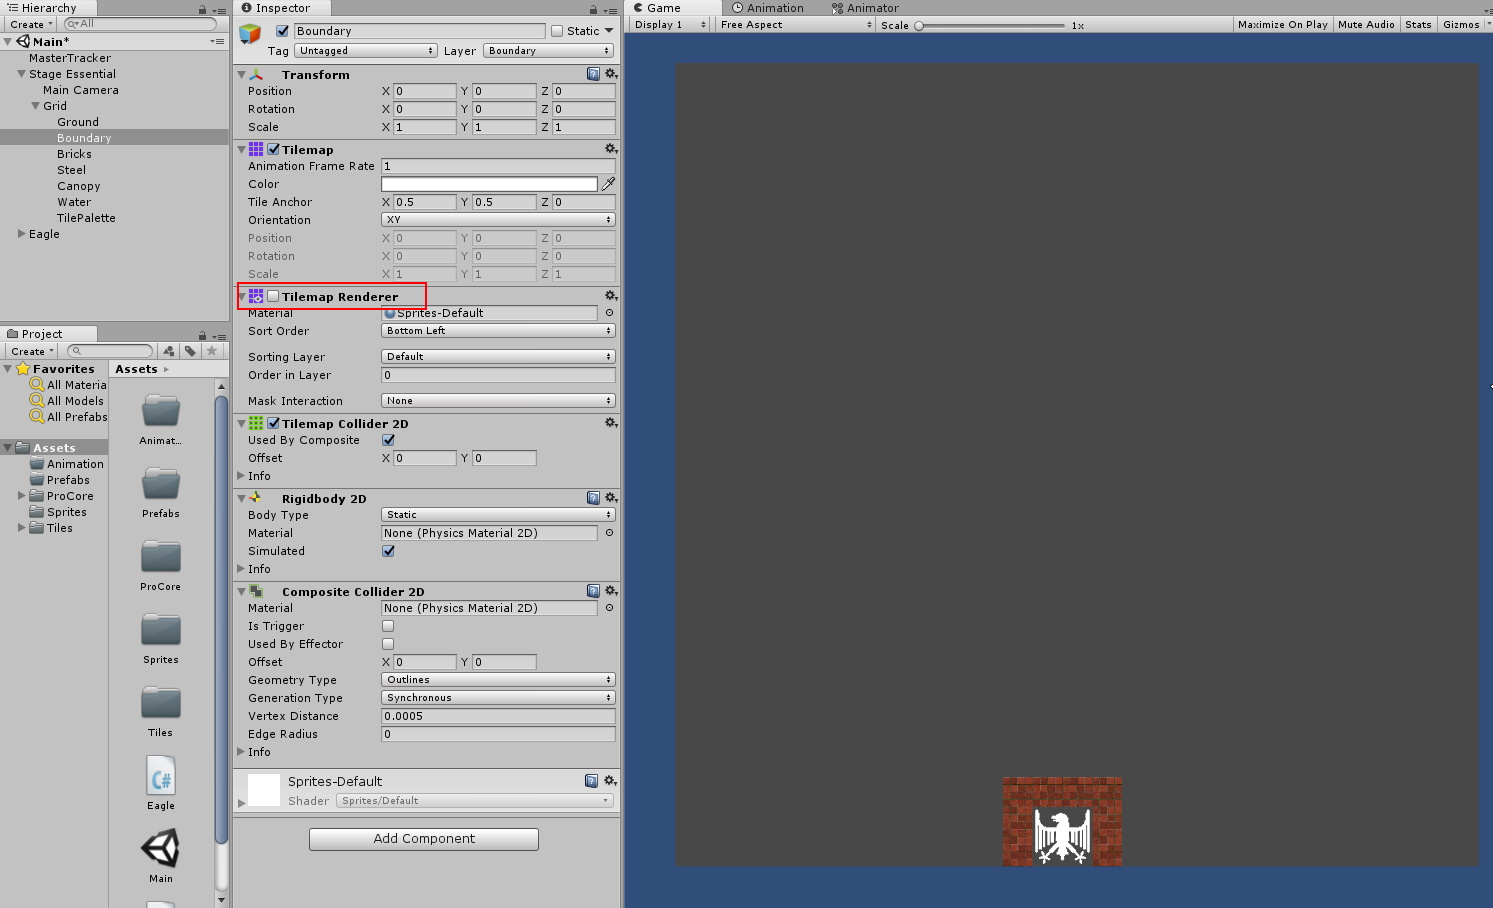 Hierarchy
Create
All
Main*
MasterTracker
Stage Essential
Main Camera
Grid
Ground
Boundary
Bricks
Steel
Canopy
Water
TilePalette
Eagle
Project
Create
Favorites
All Materia
All Models
All Prefabs
Assets
Animation
Prefabs
ProCore
Sprites
Tiles
Assets
Animat...
Prefabs
ProCore
Sprites
Tiles
C#
Eagle
Main
Inspector
Boundary Static
Tag Untagged Layer Boundary
Transform
Position X 0 Y 0 Z 0
Rotation X 0 Y 0 Z 0
Scale X 1 Y 1 Z 1
Tilemap
Animation Frame Rate 1
Color
Tile Anchor X 0.5 Y 0.5 Z 0
Orientation XY
Position X 0 Y 0 Z 0
Rotation X 0 Y 0 Z 0
Scale X 1 Y 1 Z 1
Tilemap Renderer
Material Sprites-Default
Sort Order Bottom Left
Sorting Layer Default
Order in Layer 0
Mask Interaction None
Tilemap Collider 2D
Used By Composite
Offset X 0 Y 0
Info
Rigidbody 2D
Body Type Static
Material None (Physics Material 2D)
Simulated
Info
Composite Collider 2D
Material None (Physics Material 2D)
Is Trigger
Used By Effector
Offset X 0 Y 0
Geometry Type Outlines
Generation Type Synchronous
Vertex Distance 0.0005
Edge Radius 0
Info
Sprites-Default
Shader Sprites/Default
Add Component
Game Animation Animator
Display 1 Free Aspect Scale 1x Maximize On Play Mute Audio Stats Gizmos